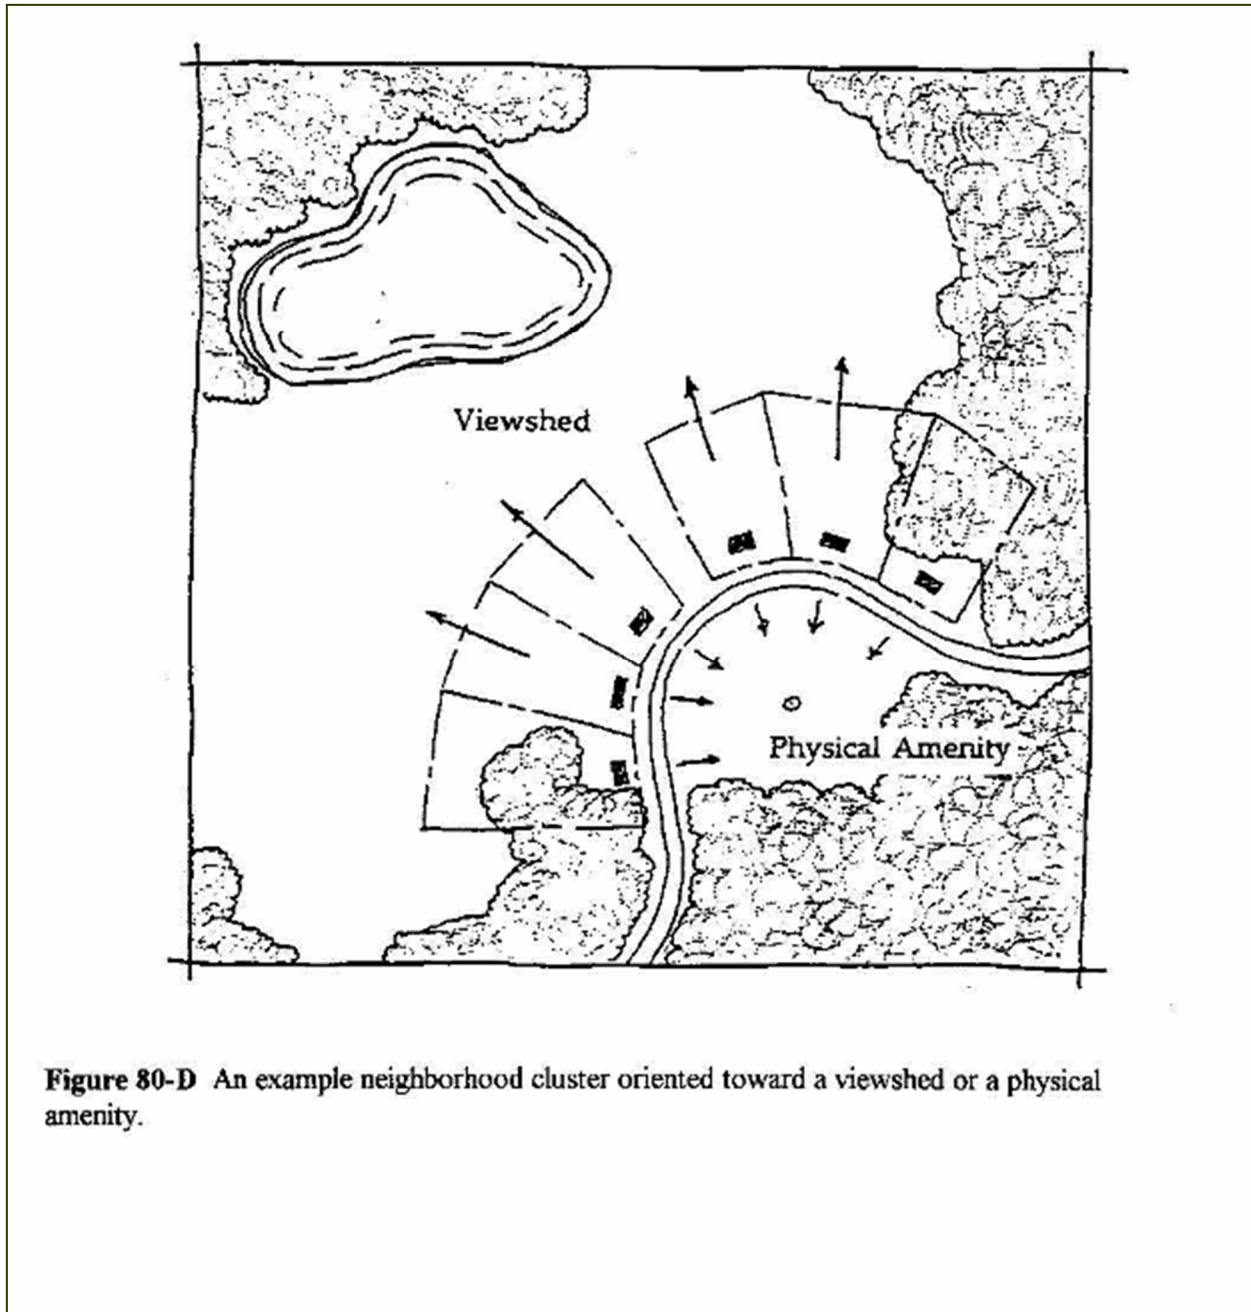 Viewshed
Physical Amenity
Figure 80-D An example neighborhood cluster oriented toward a viewshed or a physical
amenity.